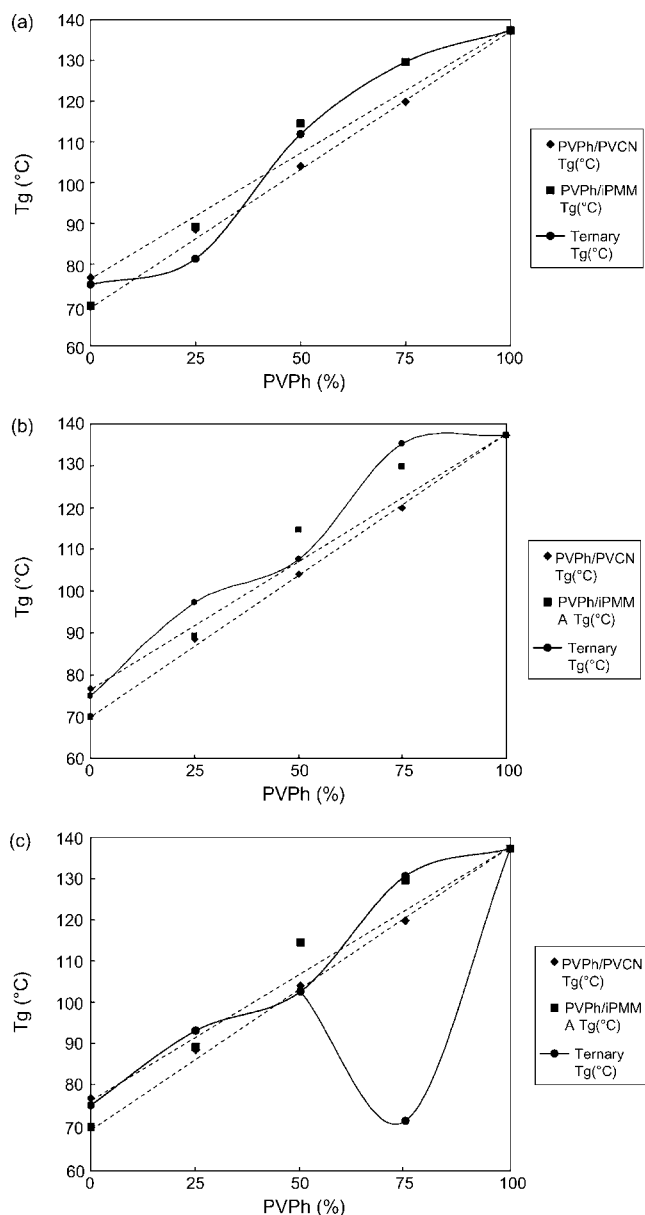 (a)
140
130
120
110
100
90
80
70
60
0
25
50
75
100
Tg (°C)
PVPh (%)
PVPh/PVCN
Tg(°C)
PVPh/iPMM
Tg(°C)
Ternary
Tg(°C)
(b)
140
130
120
110
100
90
80
70
60
0
25
50
75
100
Tg (°C)
PVPh (%)
PVPh/PVCN
Tg(°C)
PVPh/iPMM
A Tg(°C)
Ternary
Tg(°C)
(c)
140
130
120
110
100
90
80
70
60
0
25
50
75
100
Tg (°C)
PVPh (%)
PVPh/PVCN
Tg(°C)
PVPh/iPMM
A Tg(°C)
Ternary
Tg(°C)